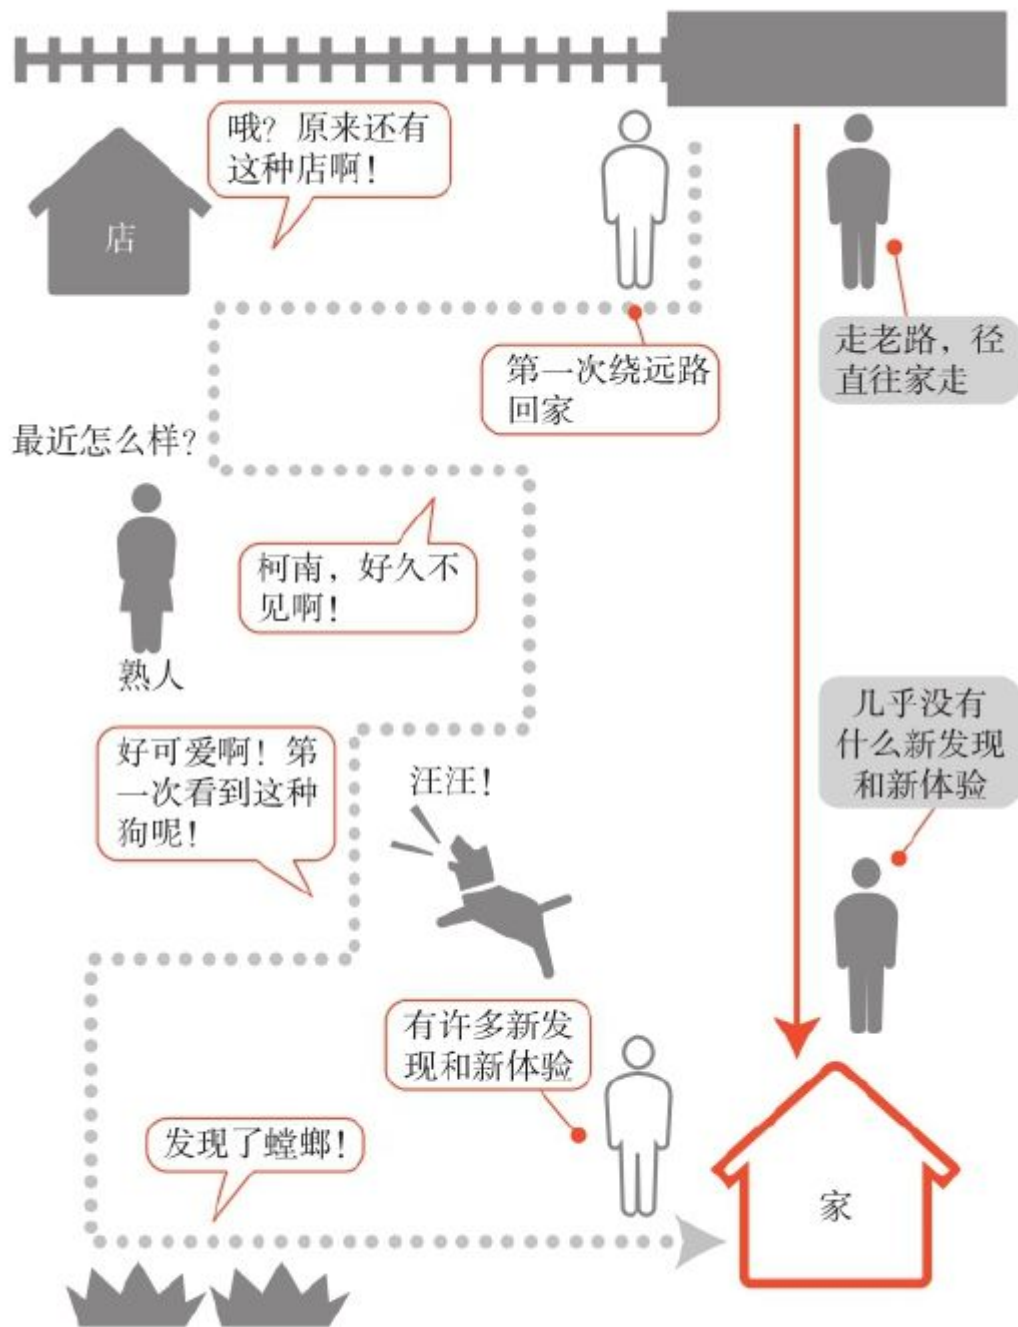 哦？原来还有
这种店啊！
店
第一次绕远路
回家
走老路，径
直往家走
最近怎么样？
柯南，好久不
见啊！
熟人
好可爱啊！第
一次看到这种
狗呢！
汪汪！
几乎没有
什么新发现
和新体验
有许多新发
现和新体验
发现了螳螂！
家